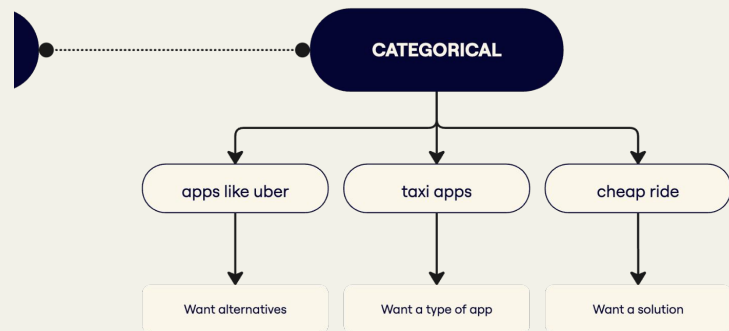 CATEGORICAL
apps like uber
taxi apps
cheap ride
Want alternatives
Want a type of app
Want a solution